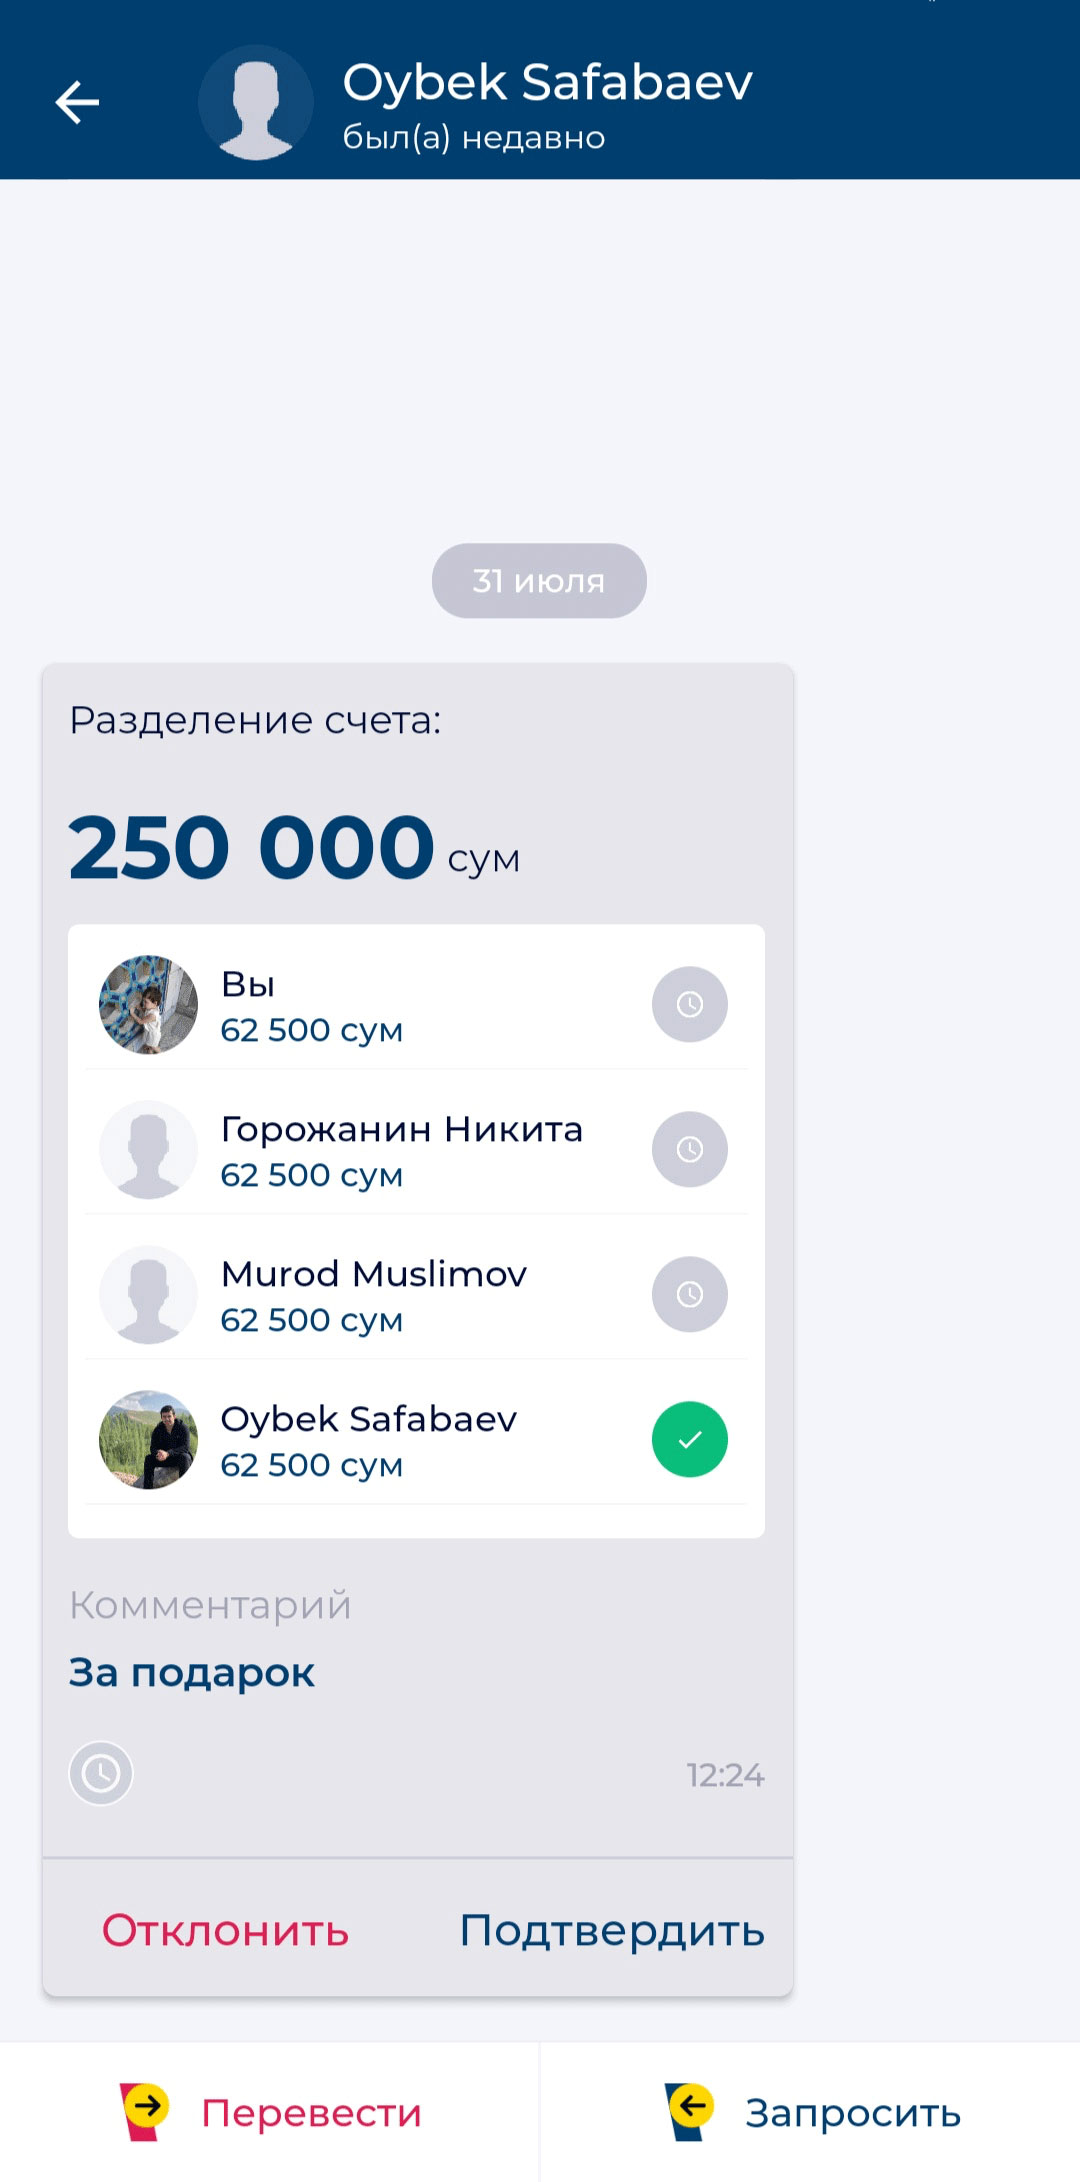 Oybek Safabaev
был(а) недавно
31 июля
Разделение счета:
250 000 сум
Вы
62 500 сум
Горожанин Никита
62 500 сум
Murod Muslimov
62 500 сум
Oybek Safabaev
62 500 сум
Комментарий
За подарок
12:24
Отклонить Подтвердить
Перевести Запросить